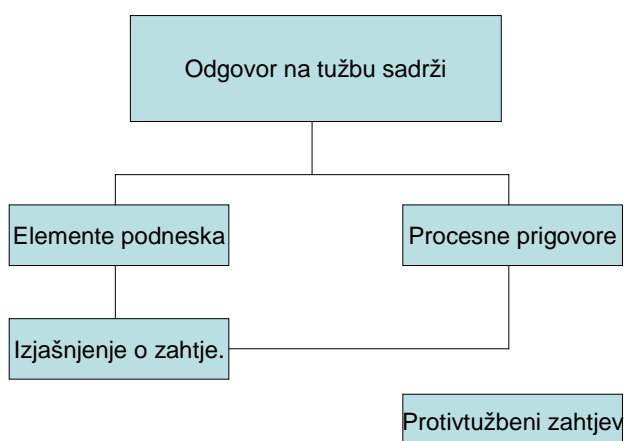 Odgovor na tužbu sadrži
Elemente podneska
Procesne prigovore
Izjašnjenje o zahtje.
Protivtužbeni zahtjev